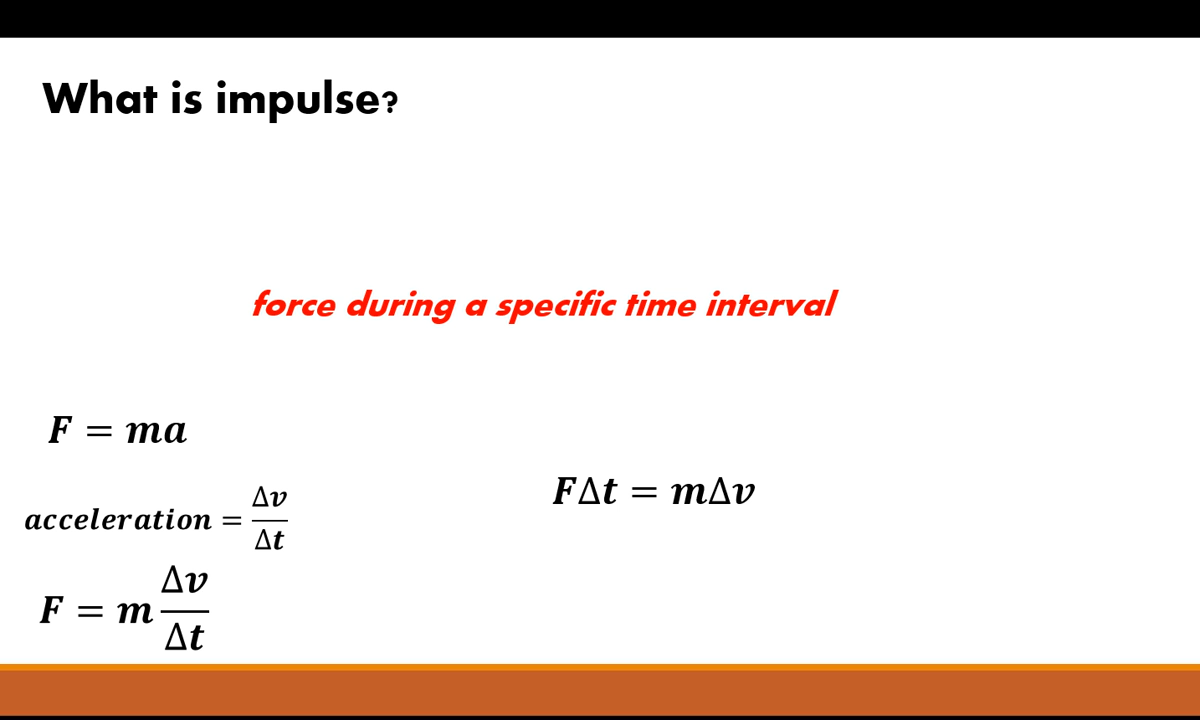 What is impulse?
force during a specific time interval
F = ma
acceleration = Δv/Δt
F = m Δv/Δt
FΔt = mΔv